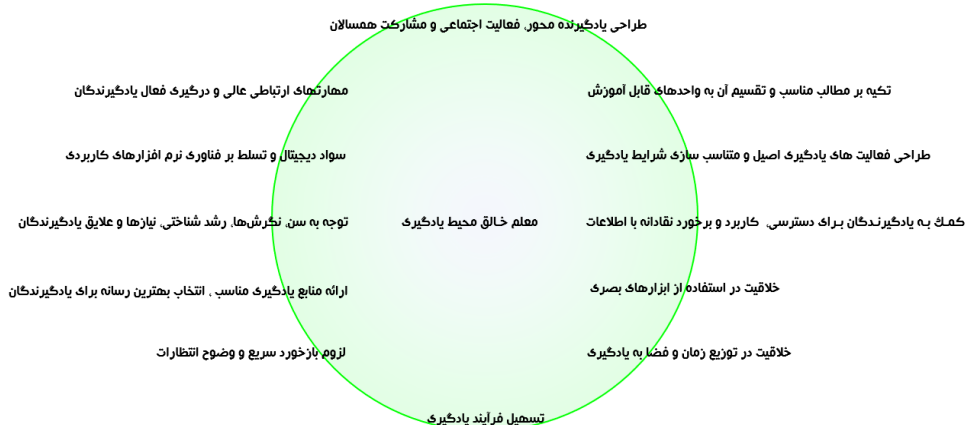 طراحی یادگیرنده محور، فعالیت اجتماعی و مشارکت همسالان
تکیه بر مطالب مناسب و تقسیم آن به واحدهای قابل آموزش
مهارتهای ارتباطی عالی و درگیری فعال یادگیرندگان
طراحی فعالیت های یادگیری اصیل و متناسب سازی شرایط یادگیری
سواد دیجیتال و تسلط بر فناوری نرم افزارهای کاربردی
کمک به یادگیرندگان برای دسترسی، کاربرد و برخورد نقادانه با اطلاعات
معلم خالق محیط یادگیری
توجه به سن، نگرش‌ها، رشد شناختی، نیازها و علایق یادگیرندگان
خلاقیت در استفاده از ابزارهای بصری
ارائه منابع یادگیری مناسب ، انتخاب بهترین رسانه برای یادگیرندگان
خلاقیت در توزیع زمان و فضا به یادگیری
لزوم بازخورد سریع و وضوح انتظارات
تسهیل فرآیند یادگیری